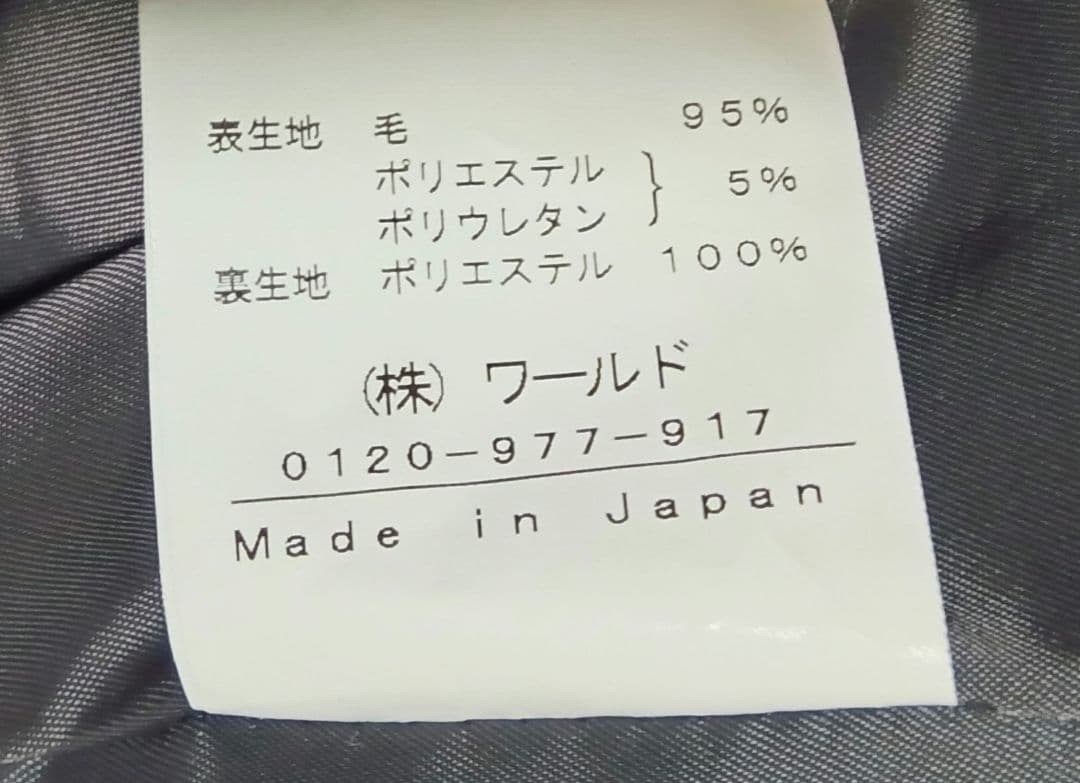 表生地 毛 95%
ポリエステル } 5%
ポリウレタン
裏生地 ポリエステル 100%
(株) ワールド
0120-977-917
Made in Japan